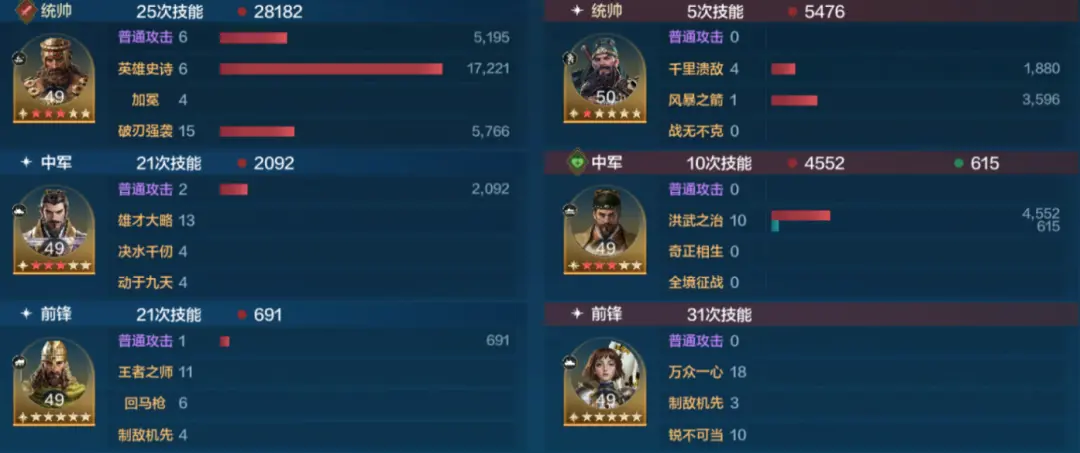 统帅 25次技能 28182
普通攻击 6 5,195
英雄史诗 6 17,221
加冕 4
破刃强袭 15 5,766
49
中军 21次技能 2092
普通攻击 2 2,092
雄才大略 13
决水千仞 4
动于九天 4
49
前锋 21次技能 691
普通攻击 1 691
王者之师 11
回马枪 6
制敌机先 4
49
统帅 5次技能 5476
普通攻击 0
千里溃敌 4 1,880
风暴之箭 1 3,596
战无不克 0
50
中军 10次技能 4552 615
普通攻击 0
洪武之治 10 4,552
615
奇正相生 0
全境征战 0
49
前锋 31次技能
普通攻击 0
万众一心 18
制敌机先 3
锐不可当 10
49